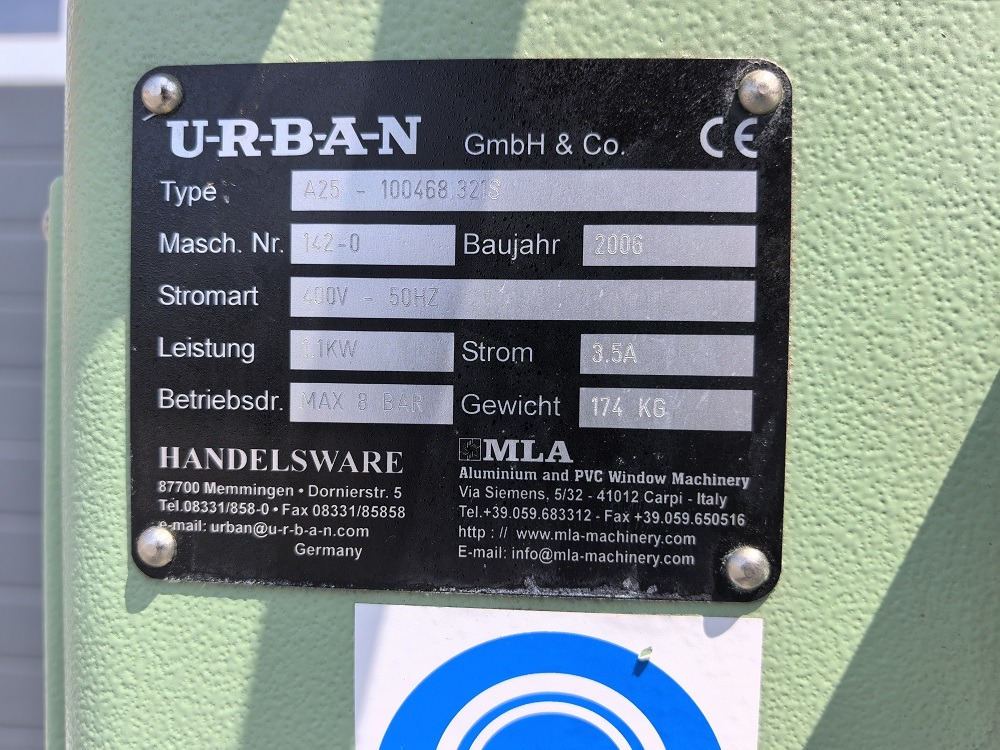 U-R-B-A-N GmbH & Co. CE
Type A25 - 100468.321S
Masch. Nr. 142-0 Baujahr 2006
Stromart 400V - 50HZ
Leistung 1.1KW Strom 3.5A
Betriebsdr. MAX 8 BAR Gewicht 174 KG
HANDELSWARE
87700 Memmingen • Dornierstr. 5
Tel.08331/858-0 • Fax 08331/85858
e-mail: urban@u-r-b-a-n.com
Germany
MLA
Aluminium and PVC Window Machinery
Via Siemens, 5/32 - 41012 Carpi - Italy
Tel.+39.059.683312 - Fax +39.059.650516
http : // www.mla-machinery.com
E-mail: info@mla-machinery.com